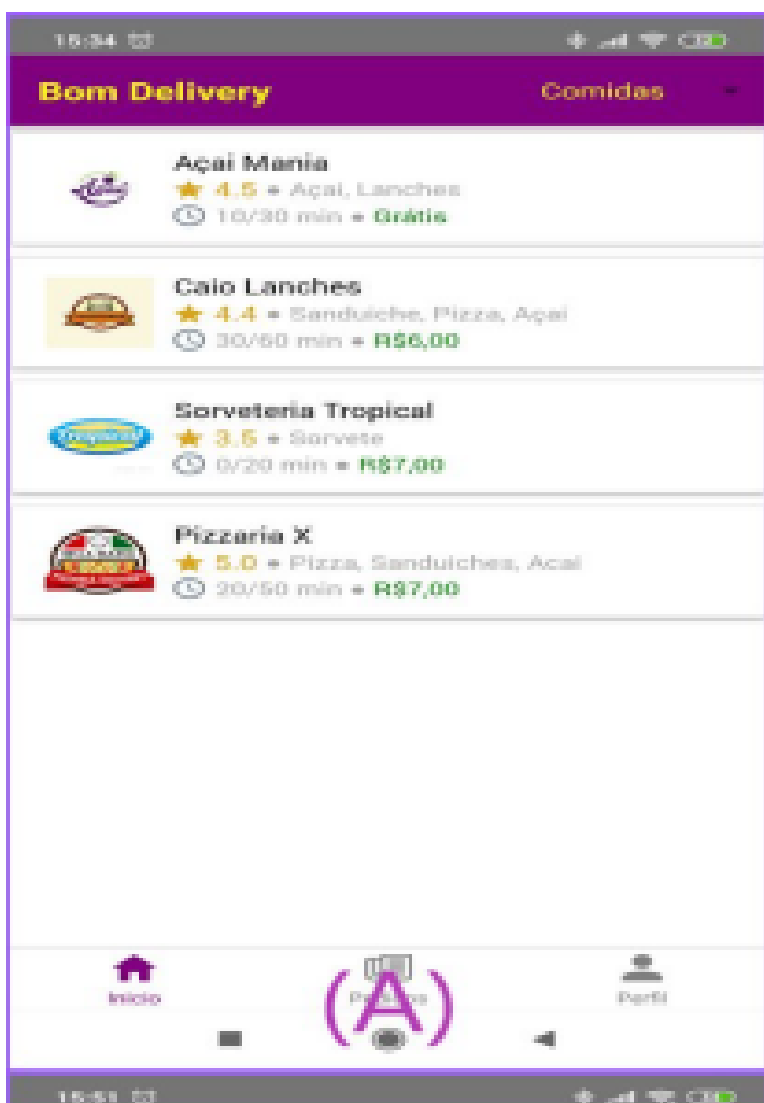 15:34
Bom Delivery Comidas
Açai Mania
4.5 • Açai, Lanches
10/30 min • Grátis
Caio Lanches
4.4 • Sanduiche, Pizza, Açai
30/60 min • R$6,00
Sorveteria Tropical
3.5 • Sorvete
0/20 min • R$7,00
Pizzaria X
5.0 • Pizza, Sanduiches, Acai
20/50 min • R$7,00
Inicio Perfil
(A)
15:51